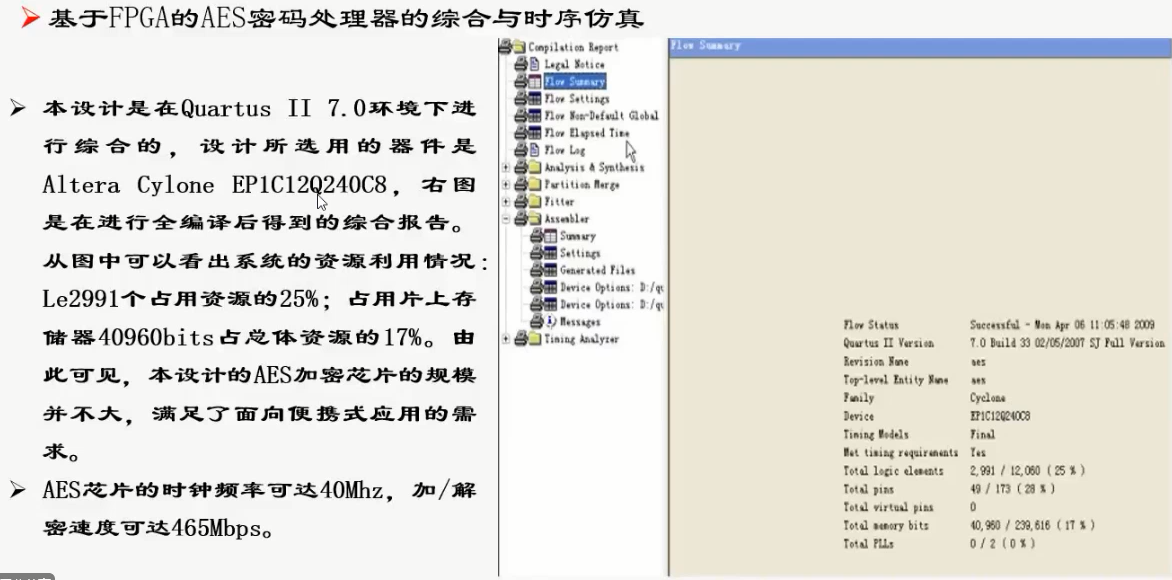 基于FPGA的AES密码处理器的综合与时序仿真
本设计是在Quartus II 7.0环境下进
行综合的，设计所选用的器件是
Altera Cylone EP1C12Q240C8，右图
是在进行全编译后得到的综合报告。
从图中可以看出系统的资源利用情况：
Le2991个占用资源的25%；占用片上存
储器40960bits占总体资源的17%。由
此可见，本设计的AES加密芯片的规模
并不大，满足了面向便携式应用的需
求。
AES芯片的时钟频率可达40Mhz，加/解
密速度可达465Mbps。
Compilation Report
Legal Notice
Flow Summary
Flow Settings
Flow Non-Default Global
Flow Elapsed Time
Flow Log
Analysis & Synthesis
Partition Merge
Fitter
Assembler
Summary
Settings
Generated Files
Device Options: D:/qu
Device Options: D:/qu
Messages
Timing Analyzer
Flow Summary
Flow Status Successful - Mon Apr 06 11:05:48 2009
Quartus II Version 7.0 Build 33 02/05/2007 SJ Full Version
Revision Name aes
Top-level Entity Name aes
Family Cyclone
Device EP1C12Q240C8
Timing Models Final
Met timing requirements Yes
Total logic elements 2,991 / 12,060 ( 25 % )
Total pins 49 / 173 ( 28 % )
Total virtual pins 0
Total memory bits 40,960 / 239,616 ( 17 % )
Total PLLs 0 / 2 ( 0 % )